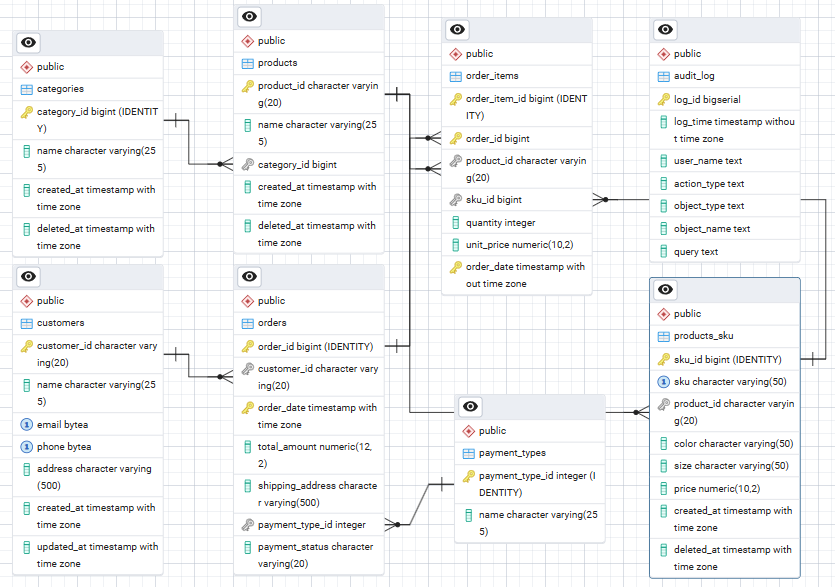 public
categories
category_id bigint (IDENTIT
Y)
name character varying(25
5)
created_at timestamp with
time zone
deleted_at timestamp with
time zone
public
products
product_id character varyin
g(20)
name character varying(25
5)
category_id bigint
created_at timestamp with
time zone
deleted_at timestamp with
time zone
public
order_items
order_item_id bigint (IDENT
ITY)
order_id bigint
product_id character varyin
g(20)
sku_id bigint
quantity integer
unit_price numeric(10,2)
order_date timestamp with
out time zone
public
audit_log
log_id bigserial
log_time timestamp withou
t time zone
user_name text
action_type text
object_type text
object_name text
query text
public
customers
customer_id character vary
ing(20)
name character varying(25
5)
1 email bytea
1 phone bytea
address character varying
(500)
created_at timestamp with
time zone
updated_at timestamp with
time zone
public
orders
order_id bigint (IDENTITY)
customer_id character vary
ing(20)
order_date timestamp with
out time zone
total_amount numeric(12,
2)
shipping_address characte
r varying(500)
payment_type_id integer
payment_status character
varying(20)
public
payment_types
payment_type_id integer (I
DENTITY)
name character varying(25
5)
public
products_sku
sku_id bigint (IDENTITY)
1 sku character varying(50)
product_id character varyin
g(20)
color character varying(50)
size character varying(50)
price numeric(10,2)
created_at timestamp with
time zone
deleted_at timestamp with
time zone